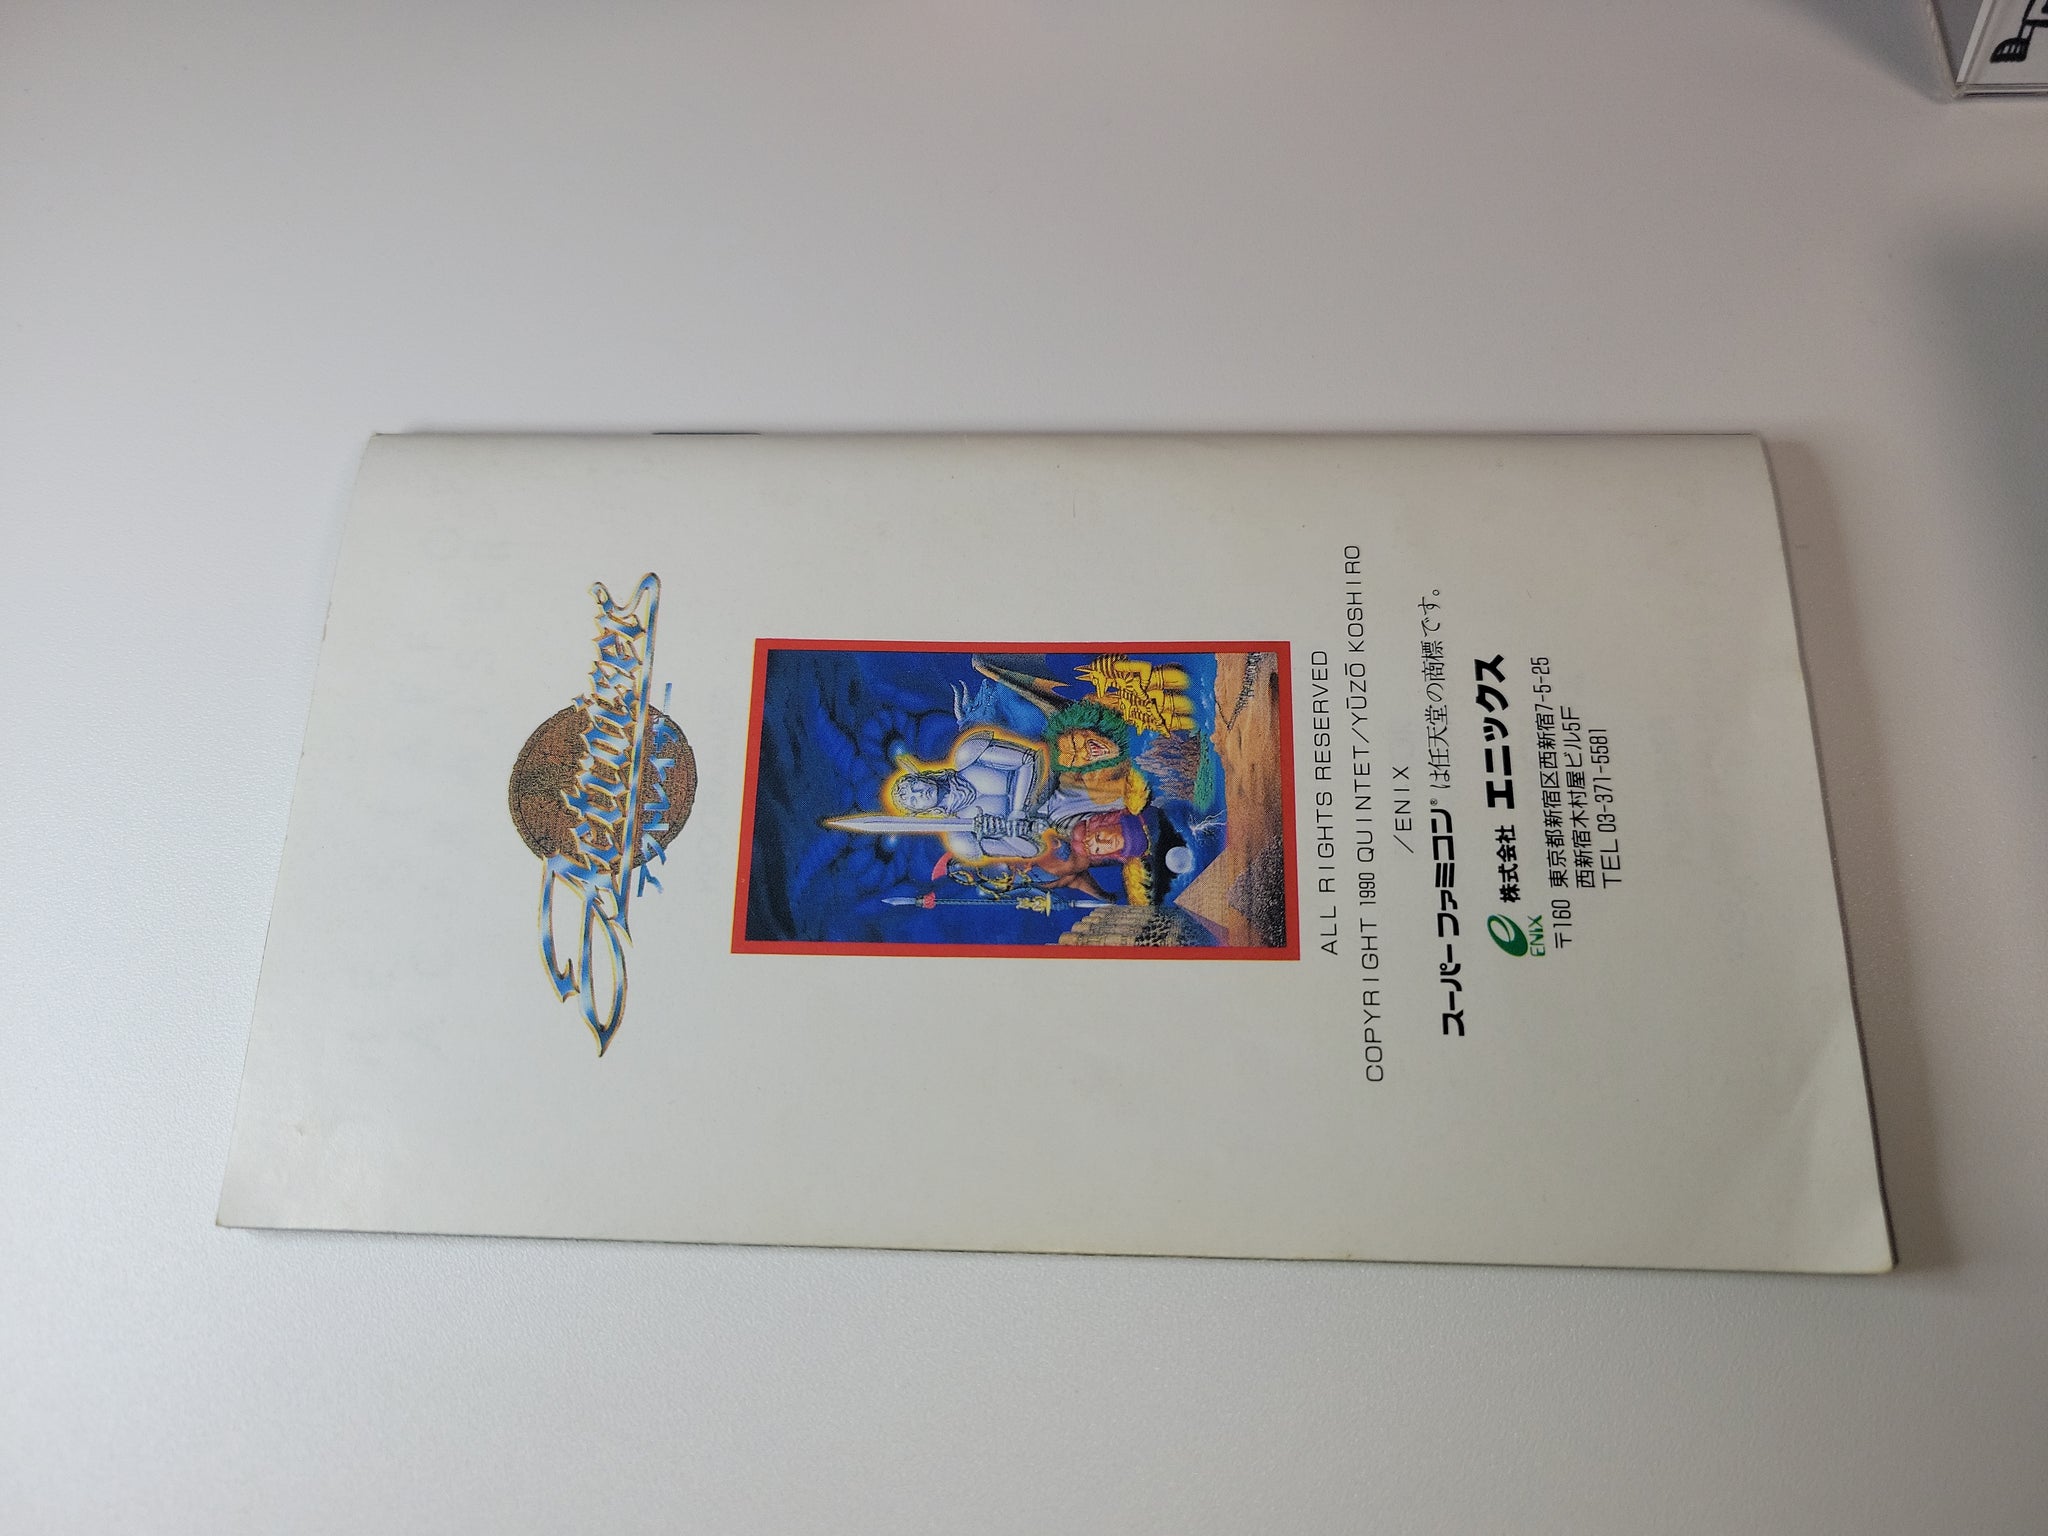 Actraiser
アクトレイザー
ALL RIGHTS RESERVED
COPYRIGHT 1990 QUINTET/YŪZŌ KOSHIRO
/ENIX
スーパーファミコン®は任天堂の商標です。
ENIX 株式会社 エニックス
〒160 東京都新宿区西新宿7-5-25
西新宿木村屋ビル5F
TEL 03-371-5581